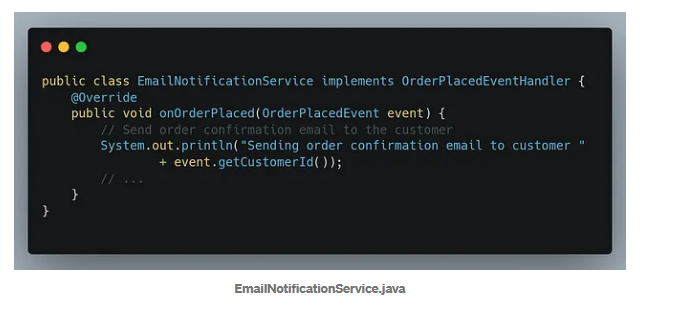 public class EmailNotificationService implements OrderPlacedEventHandler {
    @Override
    public void onOrderPlaced(OrderPlacedEvent event) {
        // Send order confirmation email to the customer
        System.out.println("Sending order confirmation email to customer "
                + event.getCustomerId());
        // ...
    }
}
EmailNotificationService.java